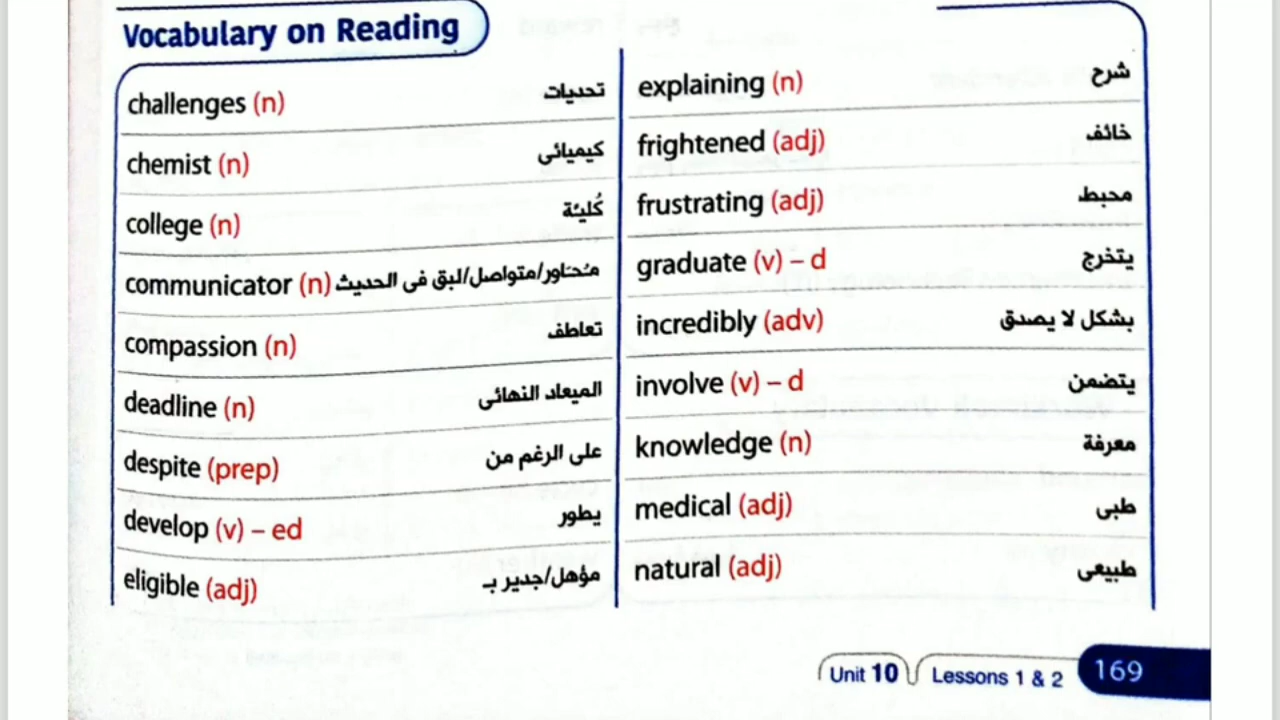 Vocabulary on Reading
challenges (n) تحديات
chemist (n) كيميائى
college (n) كُليّة
communicator (n) مُحَاور/متواصل/لبق فى الحديث
compassion (n) تعاطف
deadline (n) الميعاد النهائى
despite (prep) على الرغم من
develop (v) – ed يطور
eligible (adj) مؤهل/جدير بـ
explaining (n) شرح
frightened (adj) خائف
frustrating (adj) محبط
graduate (v) – d يتخرج
incredibly (adv) بشكل لا يصدق
involve (v) – d يتضمن
knowledge (n) معرفة
medical (adj) طبى
natural (adj) طبيعى
Unit 10 Lessons 1 & 2 169